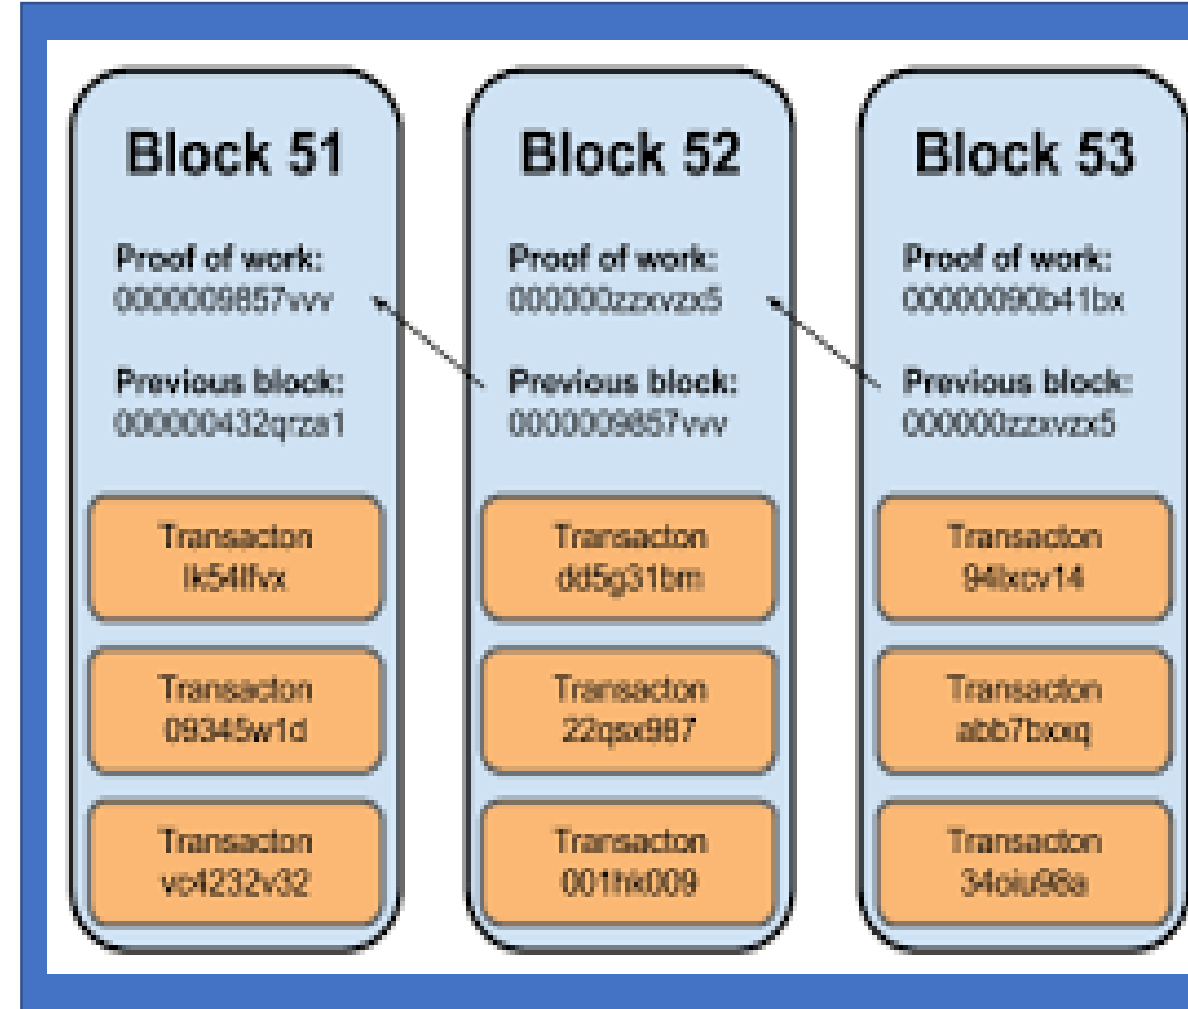 Block 51
Proof of work:
0000009857vvv
Previous block:
000000432qrza1
Transacton
lk54lfvx
Transacton
09345w1d
Transacton
vc4232v32
Block 52
Proof of work:
000000zzxvzx5
Previous block:
0000009857vvv
Transacton
dd5g31bm
Transacton
22qsx987
Transacton
001hk009
Block 53
Proof of work:
00000090b41bx
Previous block:
000000zzxvzx5
Transacton
94lxcv14
Transacton
abb7bxxq
Transacton
34oiu98a